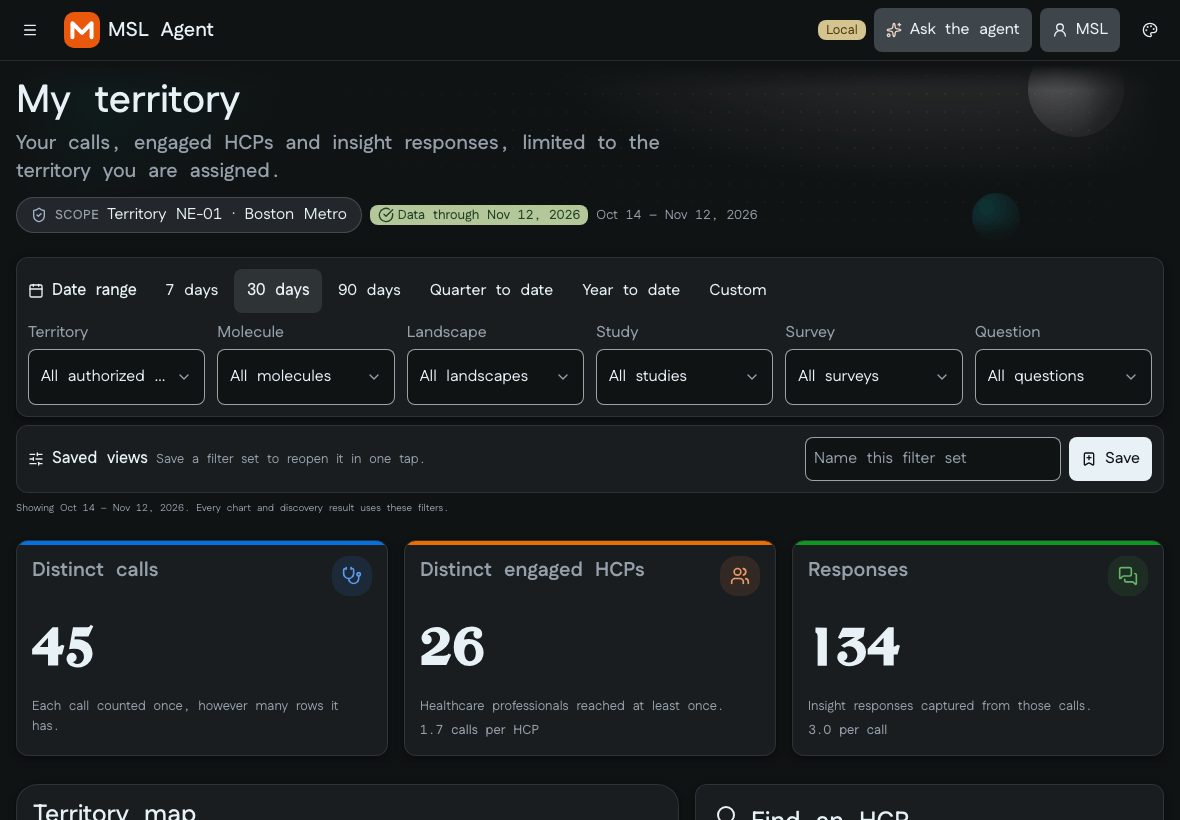 MSL Agent
Local
Ask the agent
MSL
My territory
Your calls, engaged HCPs and insight responses, limited to the
territory you are assigned.
SCOPE Territory NE-01 · Boston Metro
Data through Nov 12, 2026
Oct 14 – Nov 12, 2026
Date range
7 days
30 days
90 days
Quarter to date
Year to date
Custom
Territory
Molecule
Landscape
Study
Survey
Question
All authorized ...
All molecules
All landscapes
All studies
All surveys
All questions
Saved views Save a filter set to reopen it in one tap.
Name this filter set
Save
Showing Oct 14 – Nov 12, 2026. Every chart and discovery result uses these filters.
Distinct calls
45
Each call counted once, however many rows it
has.
Distinct engaged HCPs
26
Healthcare professionals reached at least once.
1.7 calls per HCP
Responses
134
Insight responses captured from those calls.
3.0 per call
Territory map
Find an HCP